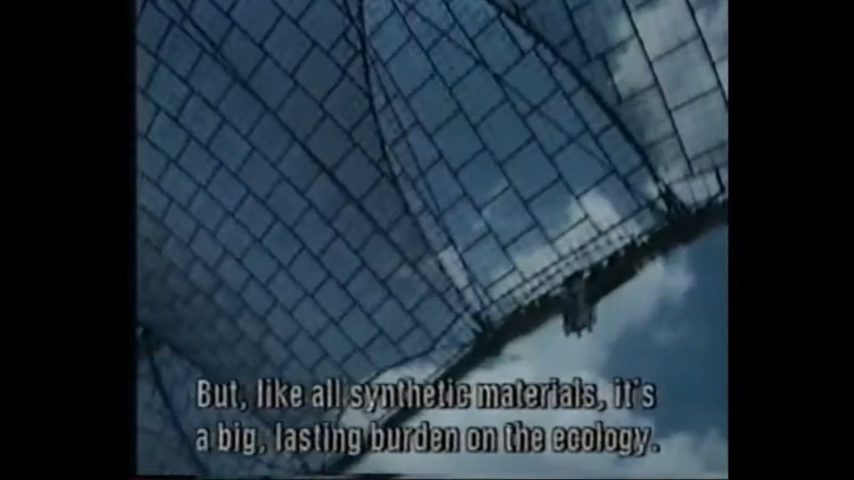 But, like all synthetic materials, it's
a big, lasting burden on the ecology.